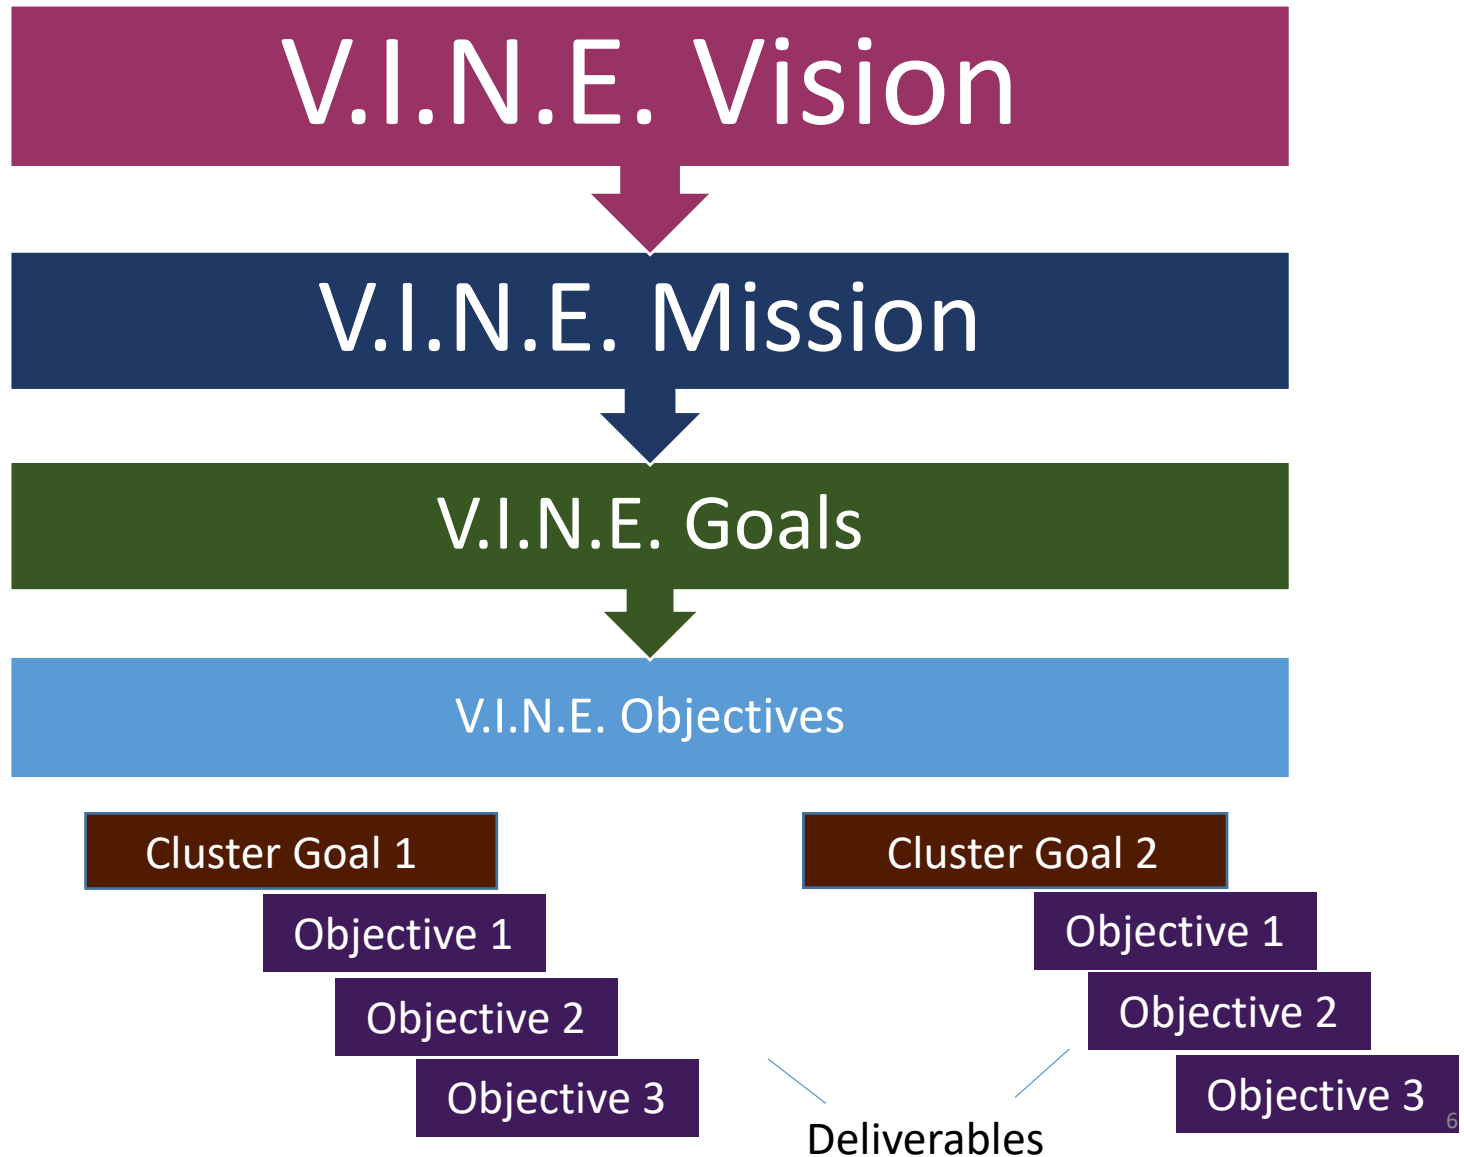 V.I.N.E. Vision
V.I.N.E. Mission
V.I.N.E. Goals
V.I.N.E. Objectives
Cluster Goal 1
Objective 1
Objective 2
Objective 3
Cluster Goal 2
Objective 1
Objective 2
Objective 3
Deliverables
6